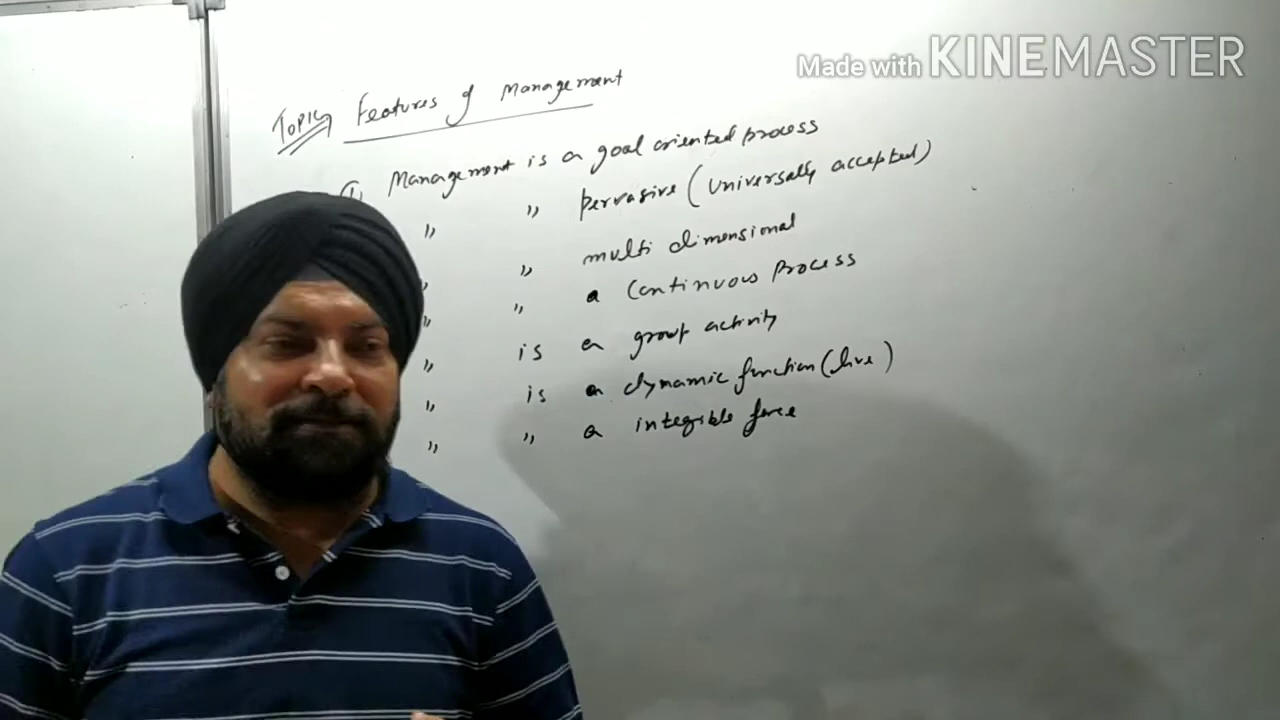 Made with KINEMASTER
TOPIC Features of Management
① Management is a goal oriented process
" " Pervasive (Universally accepted)
" " multi dimensional
" " a Continuous Process
" is a group activity
" is a dynamic function (live)
" " a integible force